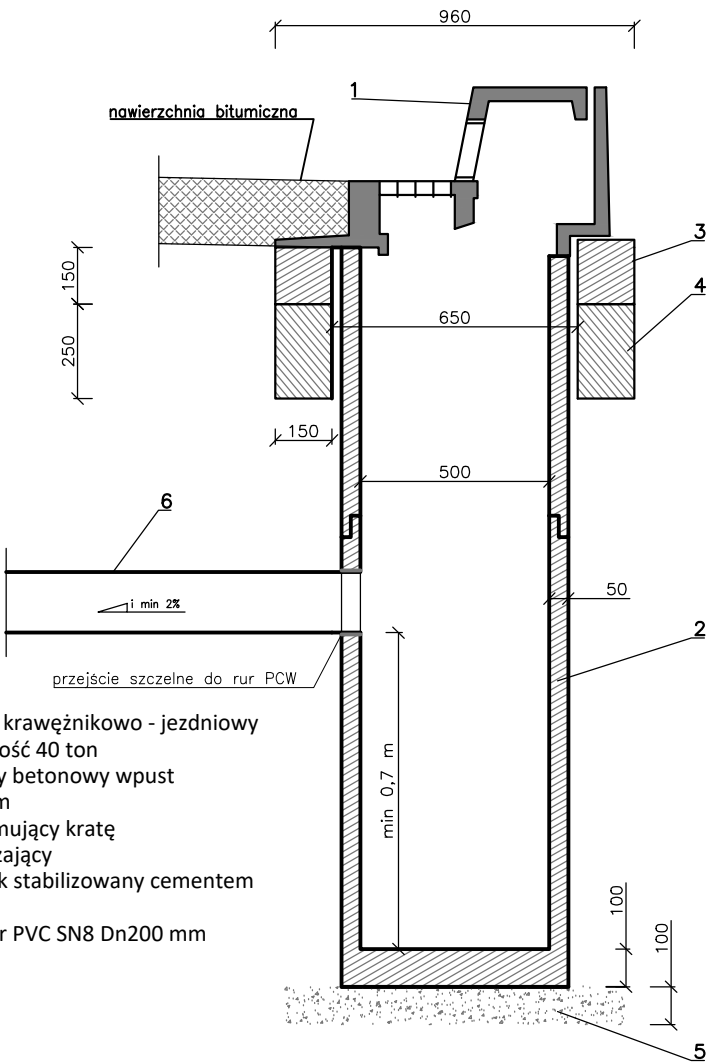 960
1
nawierzchnia bitumiczna
3
150
4
650
250
150
500
6
i min 2%
50
2
przejście szczelne do rur PCW
krawężnikowo - jezdniowy
ość 40 ton
y betonowy wpust
m
mujący kratę
żający
k stabilizowany cementem
r PVC SN8 Dn200 mm
min 0,7 m
100
100
5